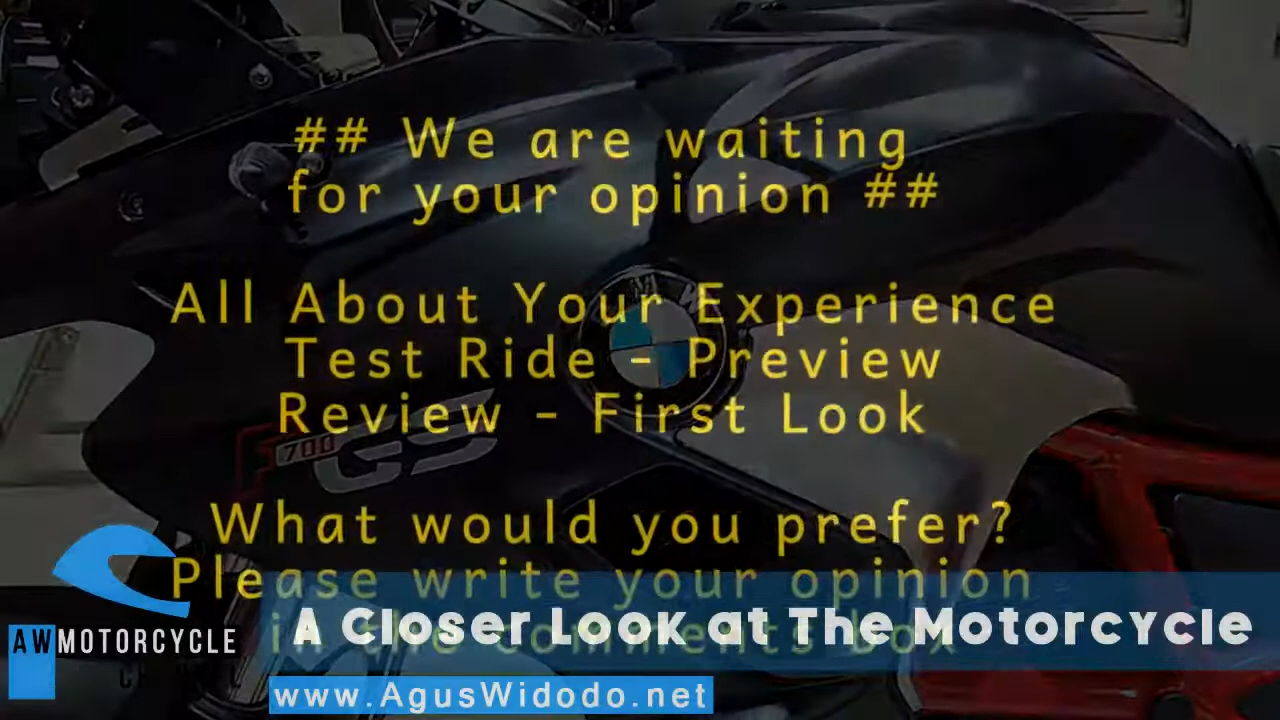 ## We are waiting
for your opinion ##
All About Your Experience
Test Ride - Preview
Review - First Look
F 700 GS
What would you prefer?
Please write your opinion
in the comments box
A Closer Look at The Motorcycle
AW MOTORCYCLE
www.AgusWidodo.net